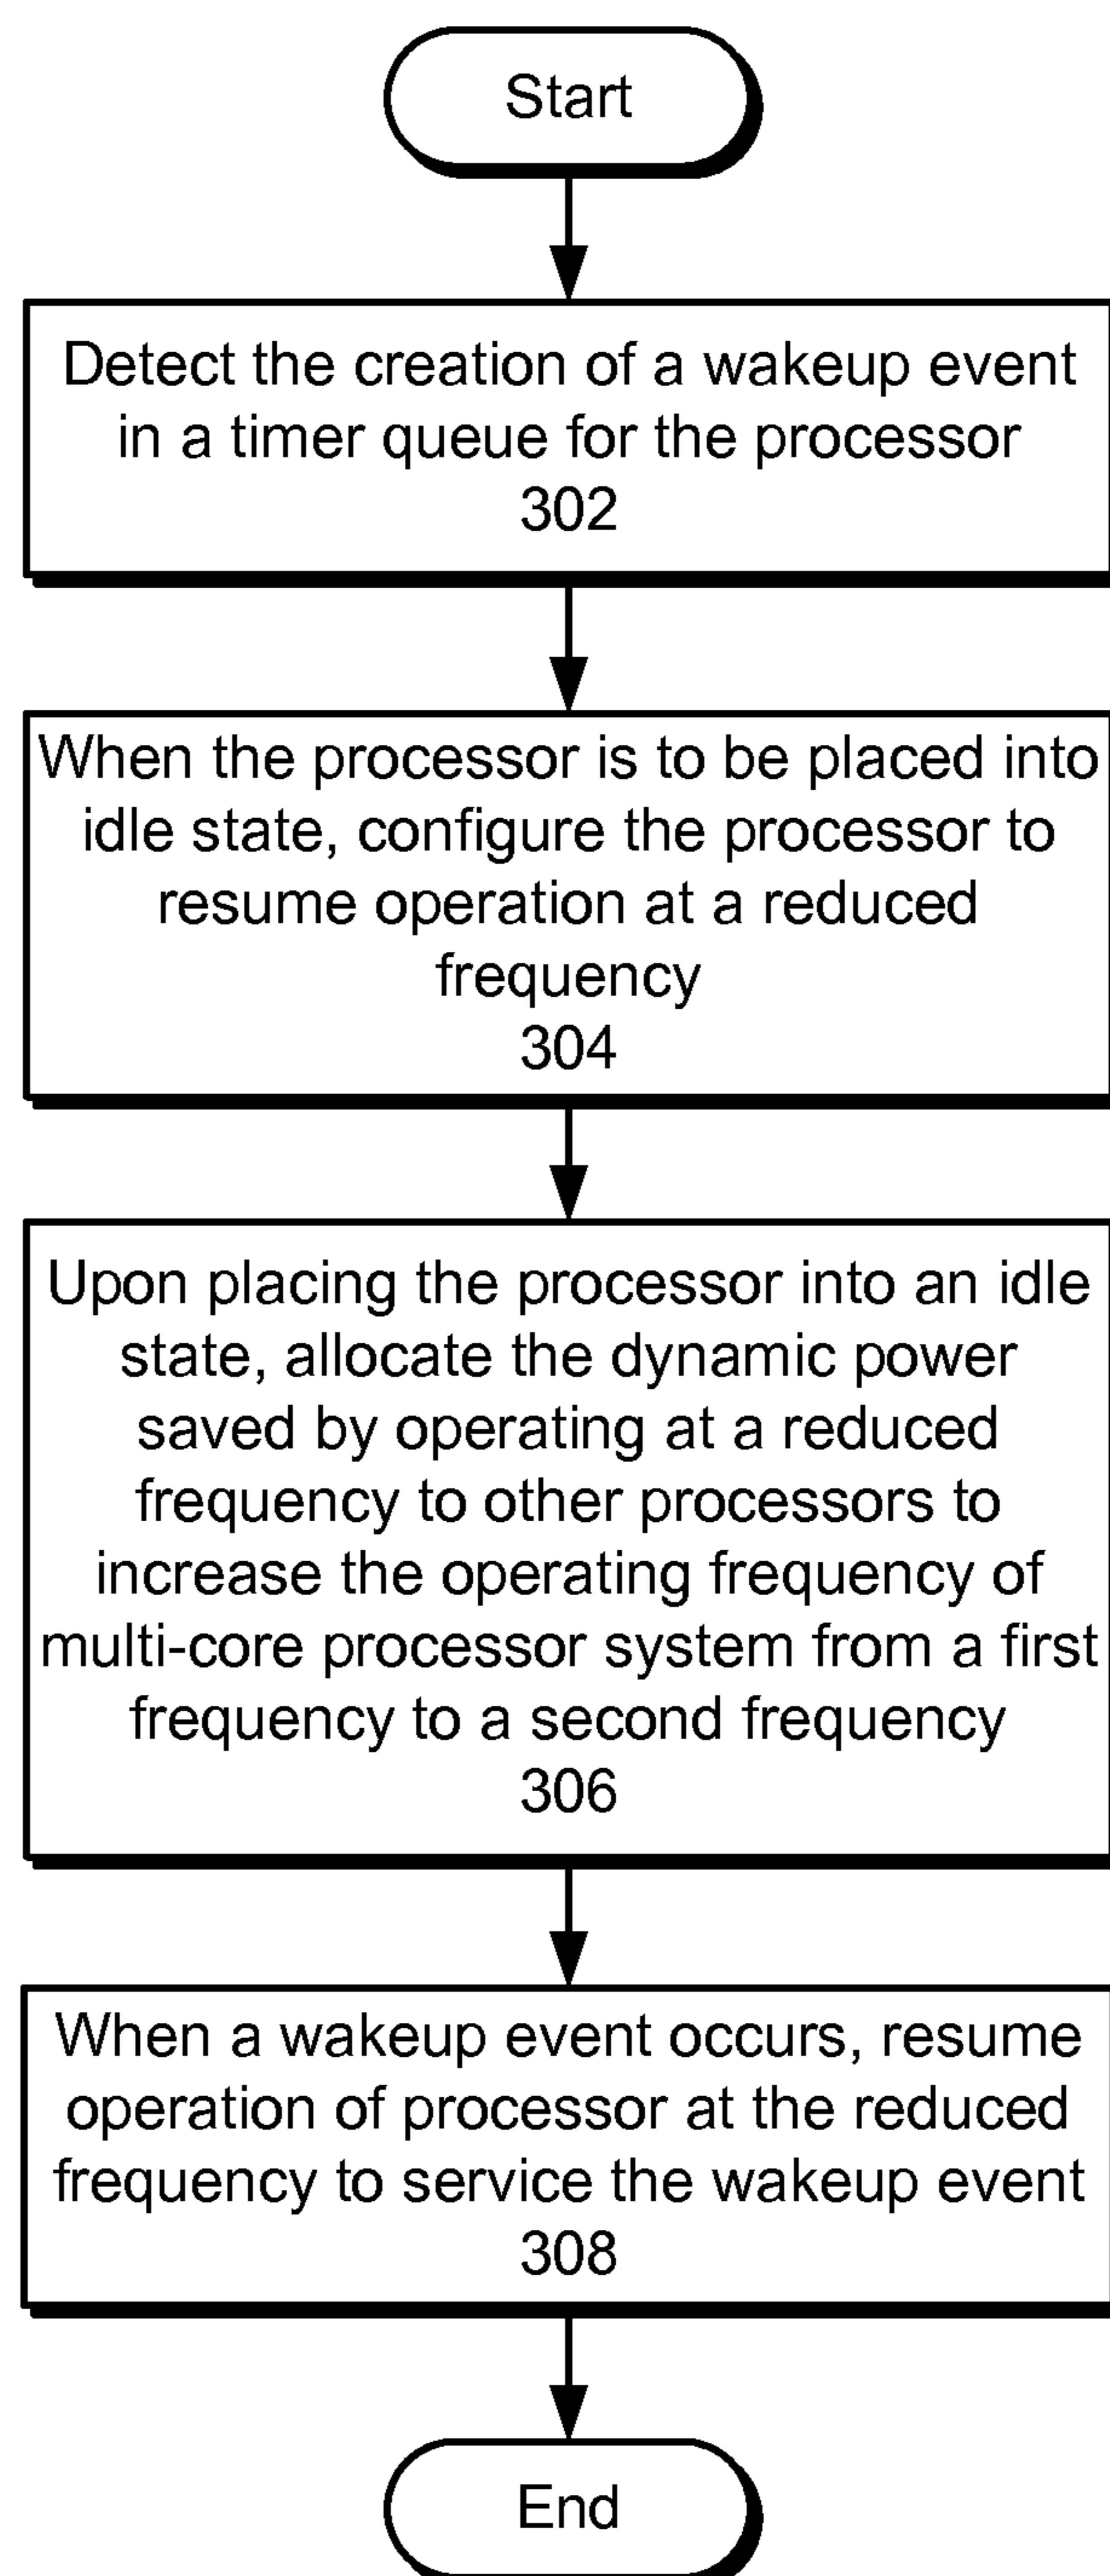 Start
Detect the creation of a wakeup event
in a timer queue for the processor
302
When the processor is to be placed into
idle state, configure the processor to
resume operation at a reduced
frequency
304
Upon placing the processor into an idle
state, allocate the dynamic power
saved by operating at a reduced
frequency to other processors to
increase the operating frequency of
multi-core processor system from a first
frequency to a second frequency
306
When a wakeup event occurs, resume
operation of processor at the reduced
frequency to service the wakeup event
308
End